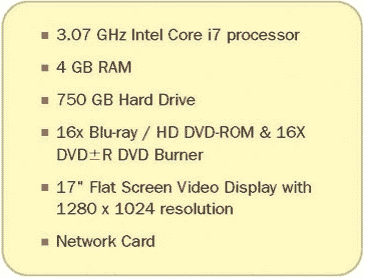 3.07 GHz Intel Core i7 processor
4 GB RAM
750 GB Hard Drive
16x Blu-ray / HD DVD-ROM & 16X
DVD±R DVD Burner
17" Flat Screen Video Display with
1280 x 1024 resolution
Network Card